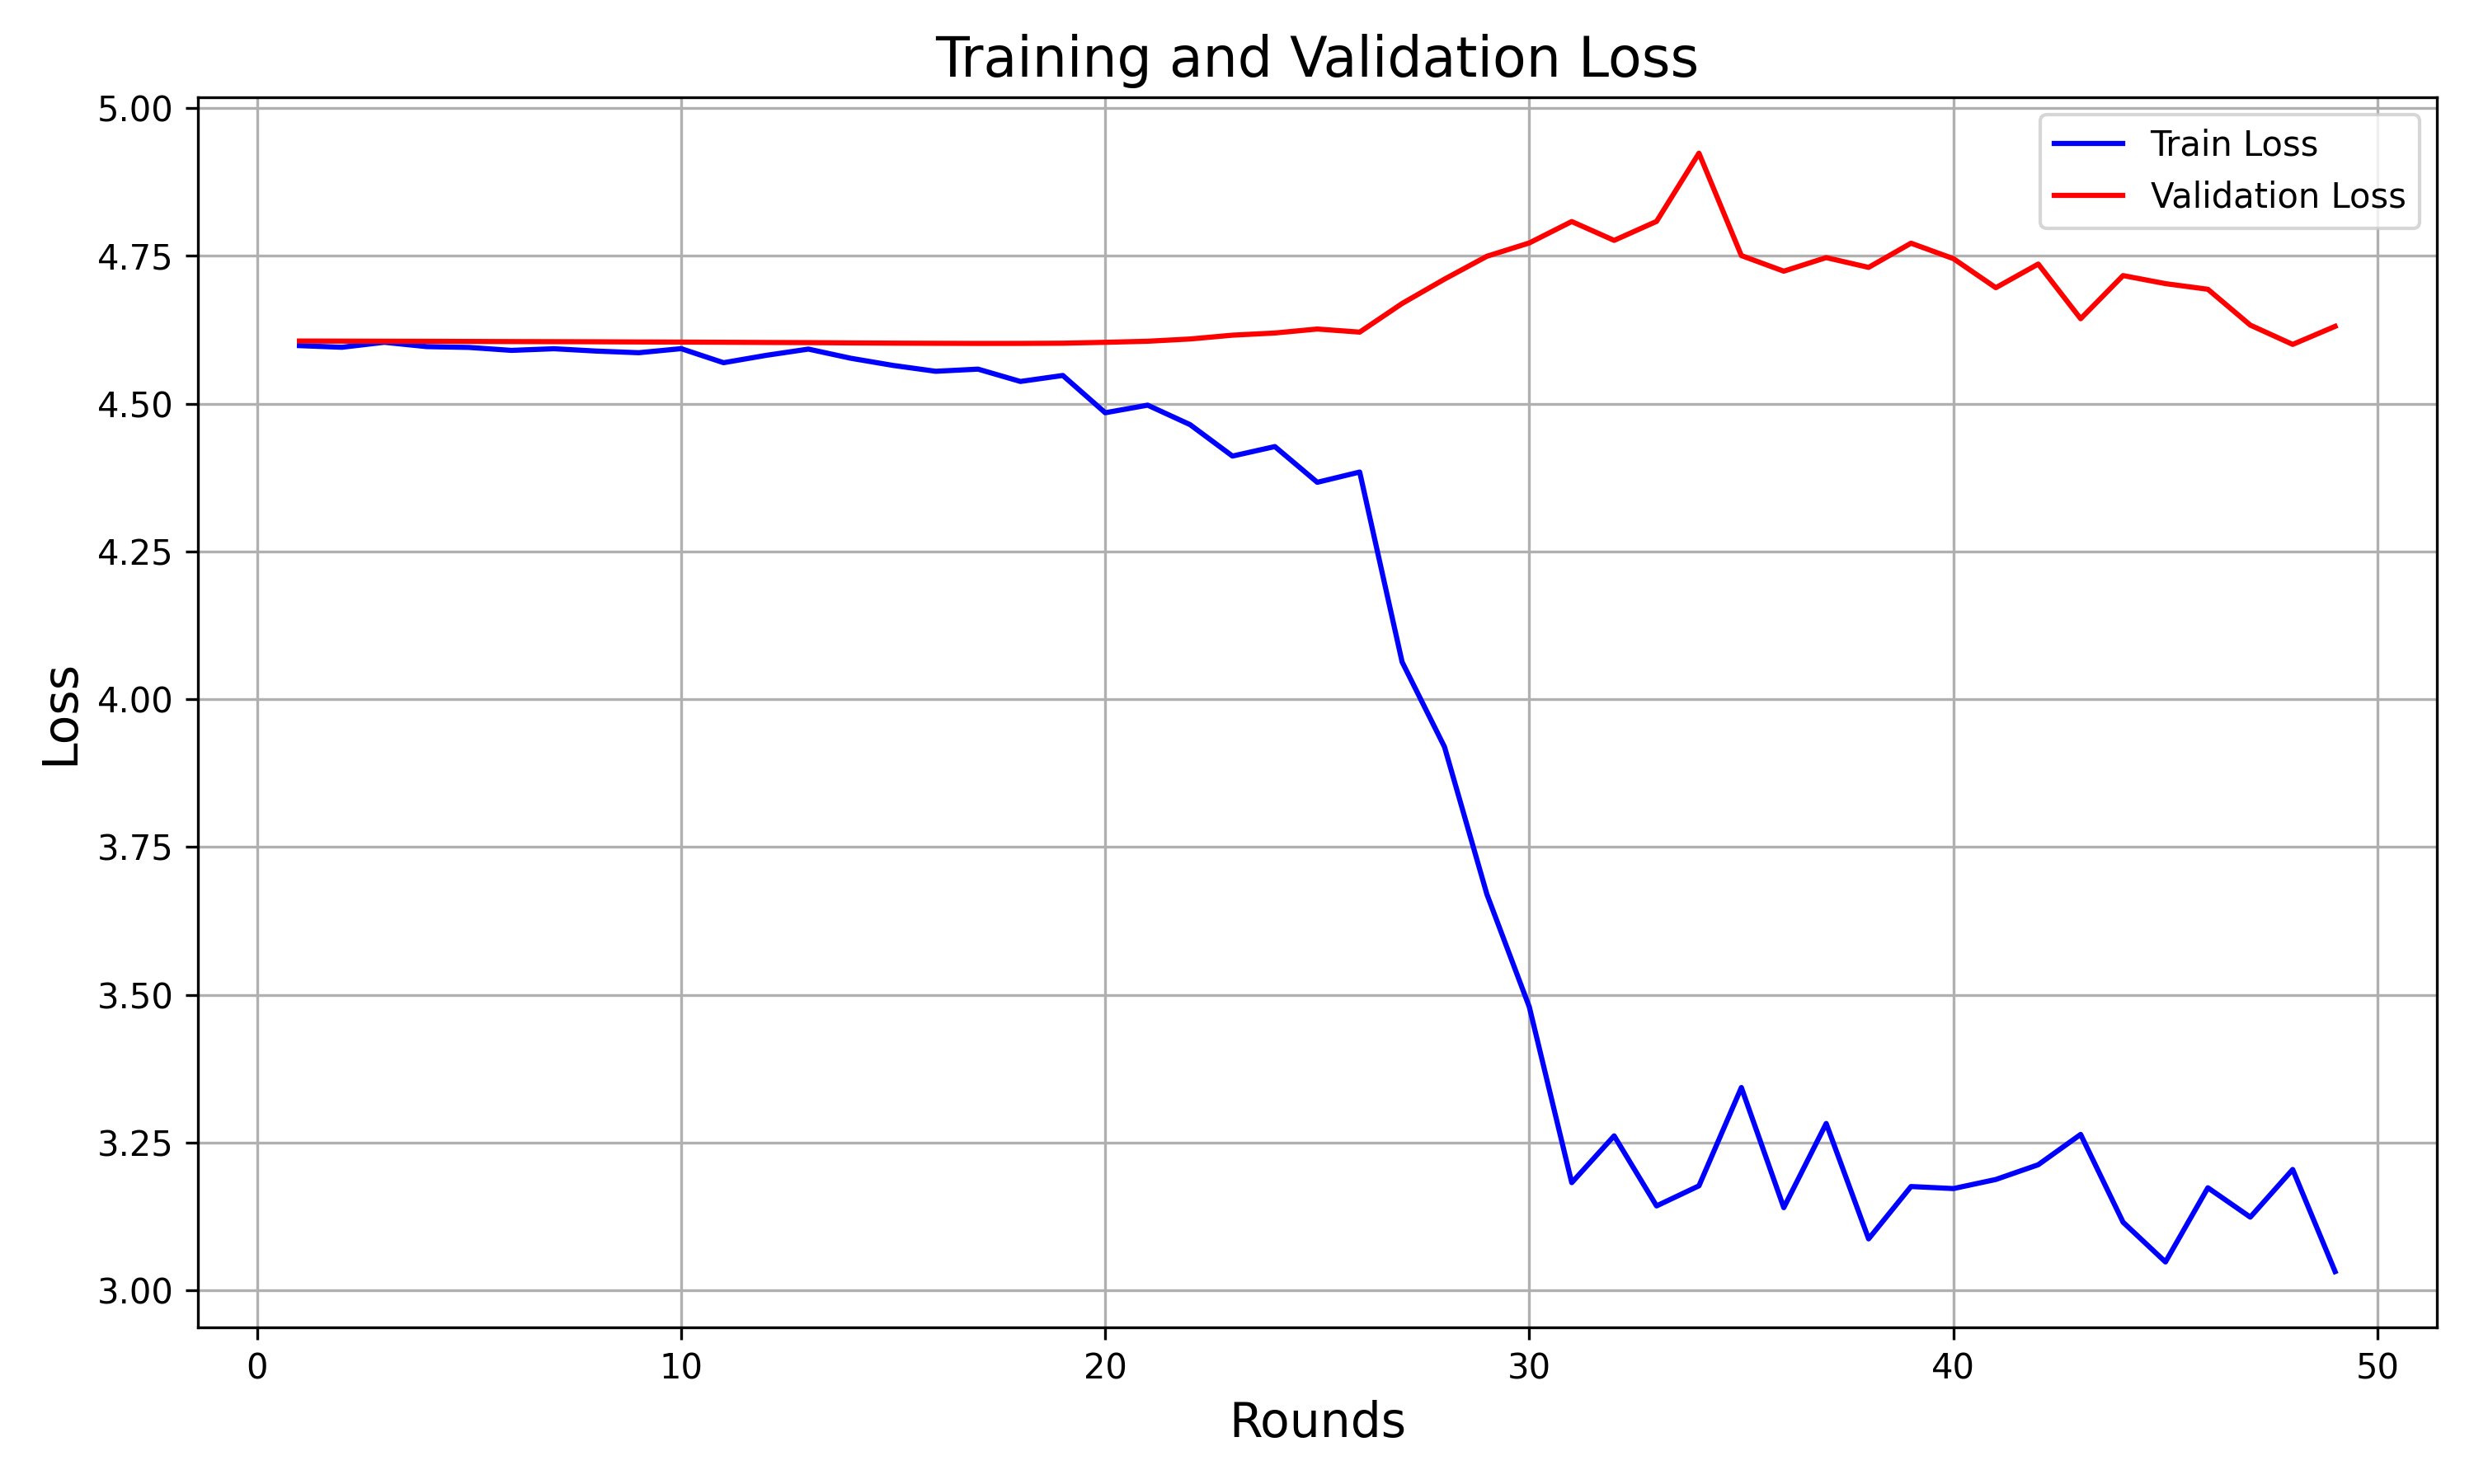 Training and Validation Loss
Train Loss
Validation Loss
5.00
4.75
4.50
4.25
4.00
3.75
3.50
3.25
3.00
Loss
0 10 20 30 40 50
Rounds